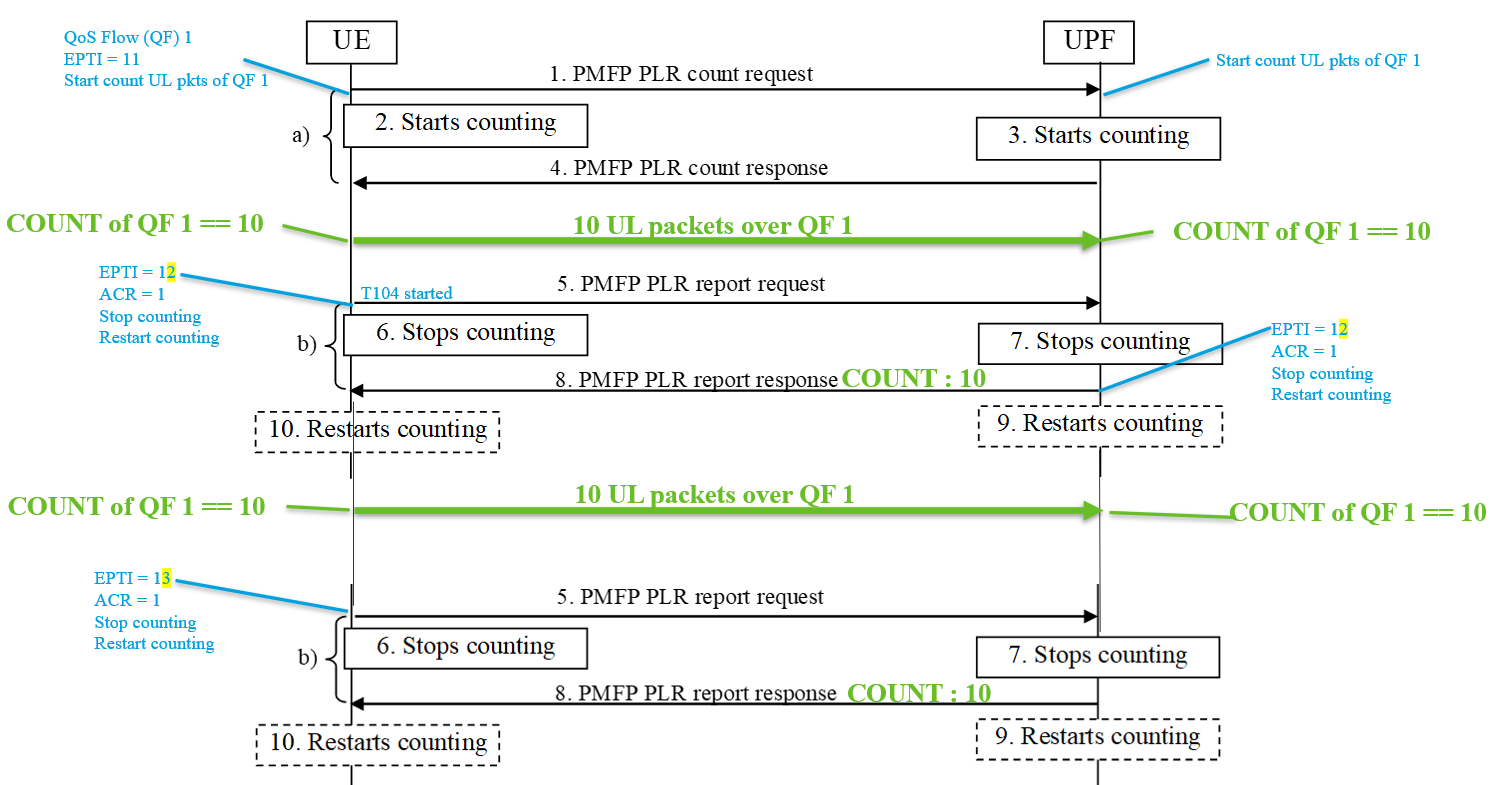 UE
UPF
QoS Flow (QF) 1
EPTI = 11
Start count UL pkts of QF 1
Start count UL pkts of QF 1
1. PMFP PLR count request
a)
2. Starts counting
3. Starts counting
4. PMFP PLR count response
COUNT of QF 1 == 10
10 UL packets over QF 1
COUNT of QF 1 == 10
EPTI = 12
ACR = 1
Stop counting
Restart counting
T104 started
5. PMFP PLR report request
b)
6. Stops counting
7. Stops counting
EPTI = 12
ACR = 1
Stop counting
Restart counting
8. PMFP PLR report response COUNT : 10
10. Restarts counting
9. Restarts counting
COUNT of QF 1 == 10
10 UL packets over QF 1
COUNT of QF 1 == 10
EPTI = 13
ACR = 1
Stop counting
Restart counting
5. PMFP PLR report request
b)
6. Stops counting
7. Stops counting
8. PMFP PLR report response COUNT : 10
10. Restarts counting
9. Restarts counting